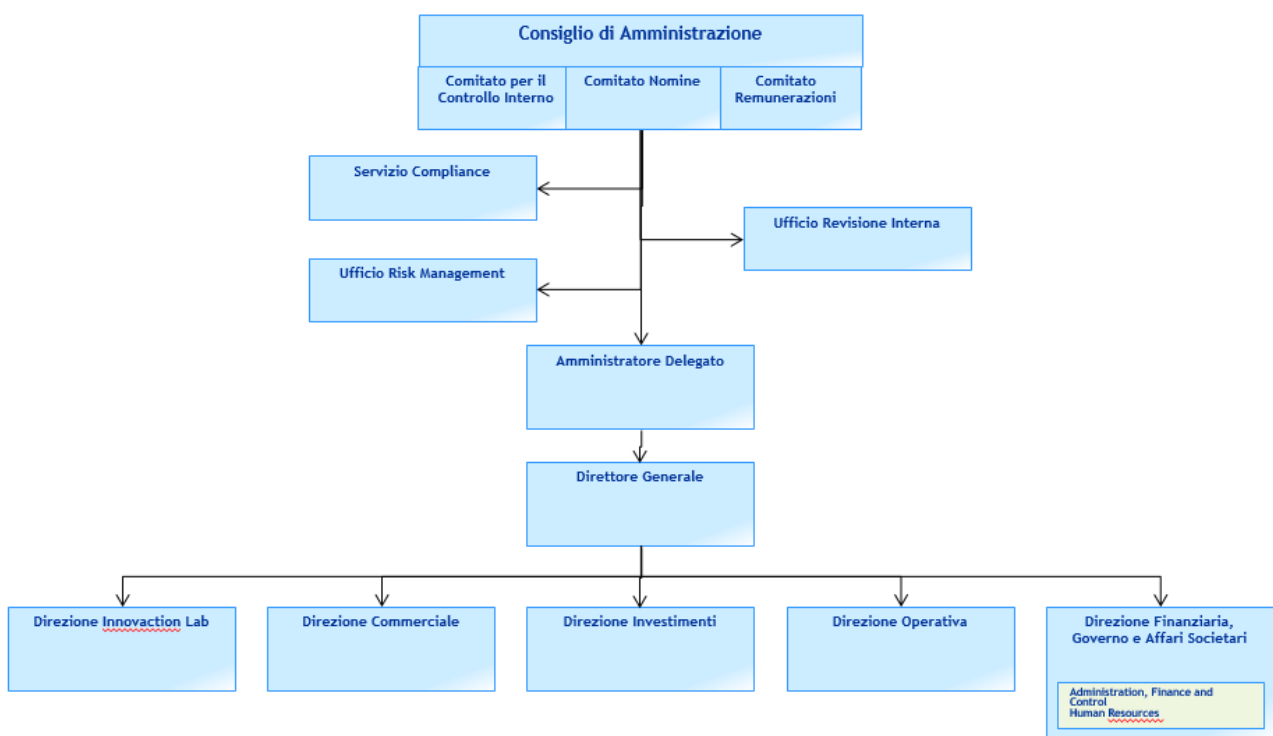 Consiglio di Amministrazione
Comitato per il
Controllo Interno
Comitato Nomine
Comitato
Remunerazioni
Servizio Compliance
Ufficio Revisione Interna
Ufficio Risk Management
Amministratore Delegato
Direttore Generale
Direzione Innovaction Lab
Direzione Commerciale
Direzione Investimenti
Direzione Operativa
Direzione Finanziaria,
Governo e Affari Societari
Administration, Finance and
Control
Human Resources